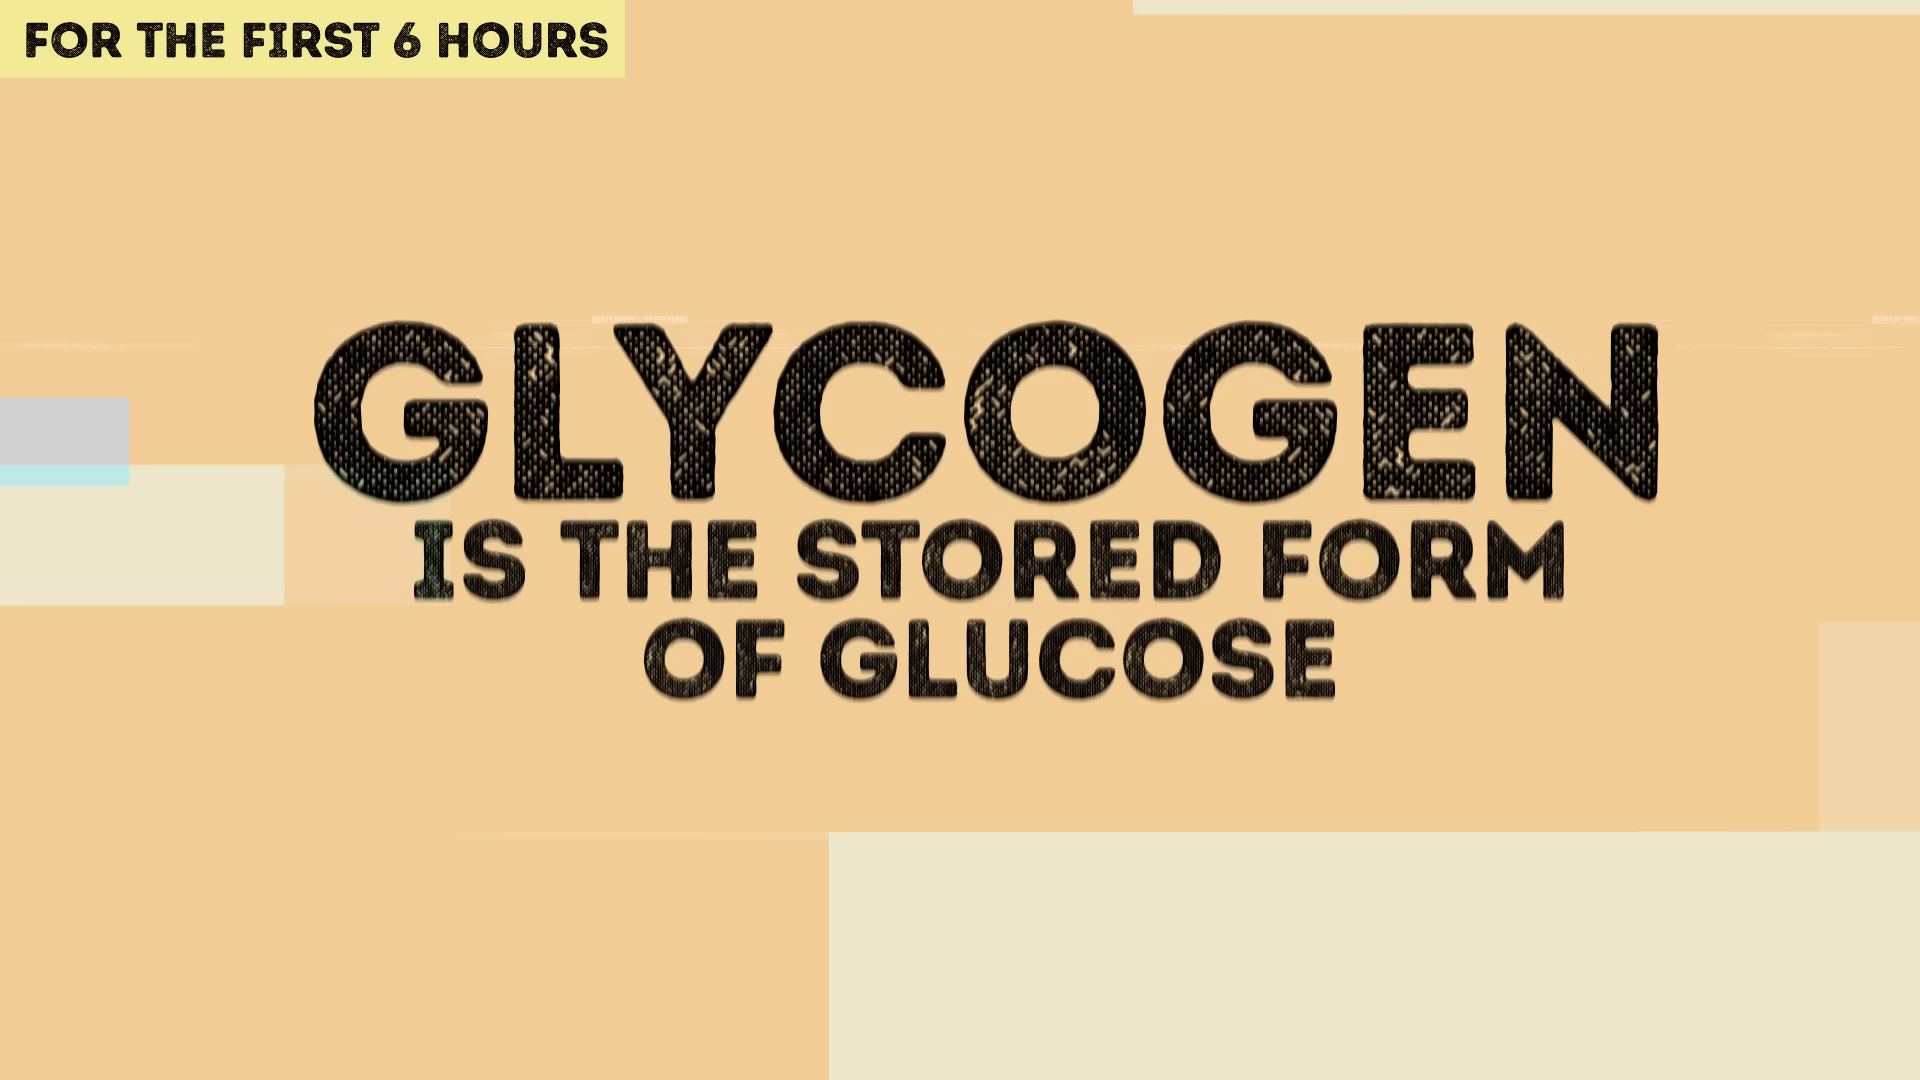 FOR THE FIRST 6 HOURS
GLYCOGEN
IS THE STORED FORM
OF GLUCOSE